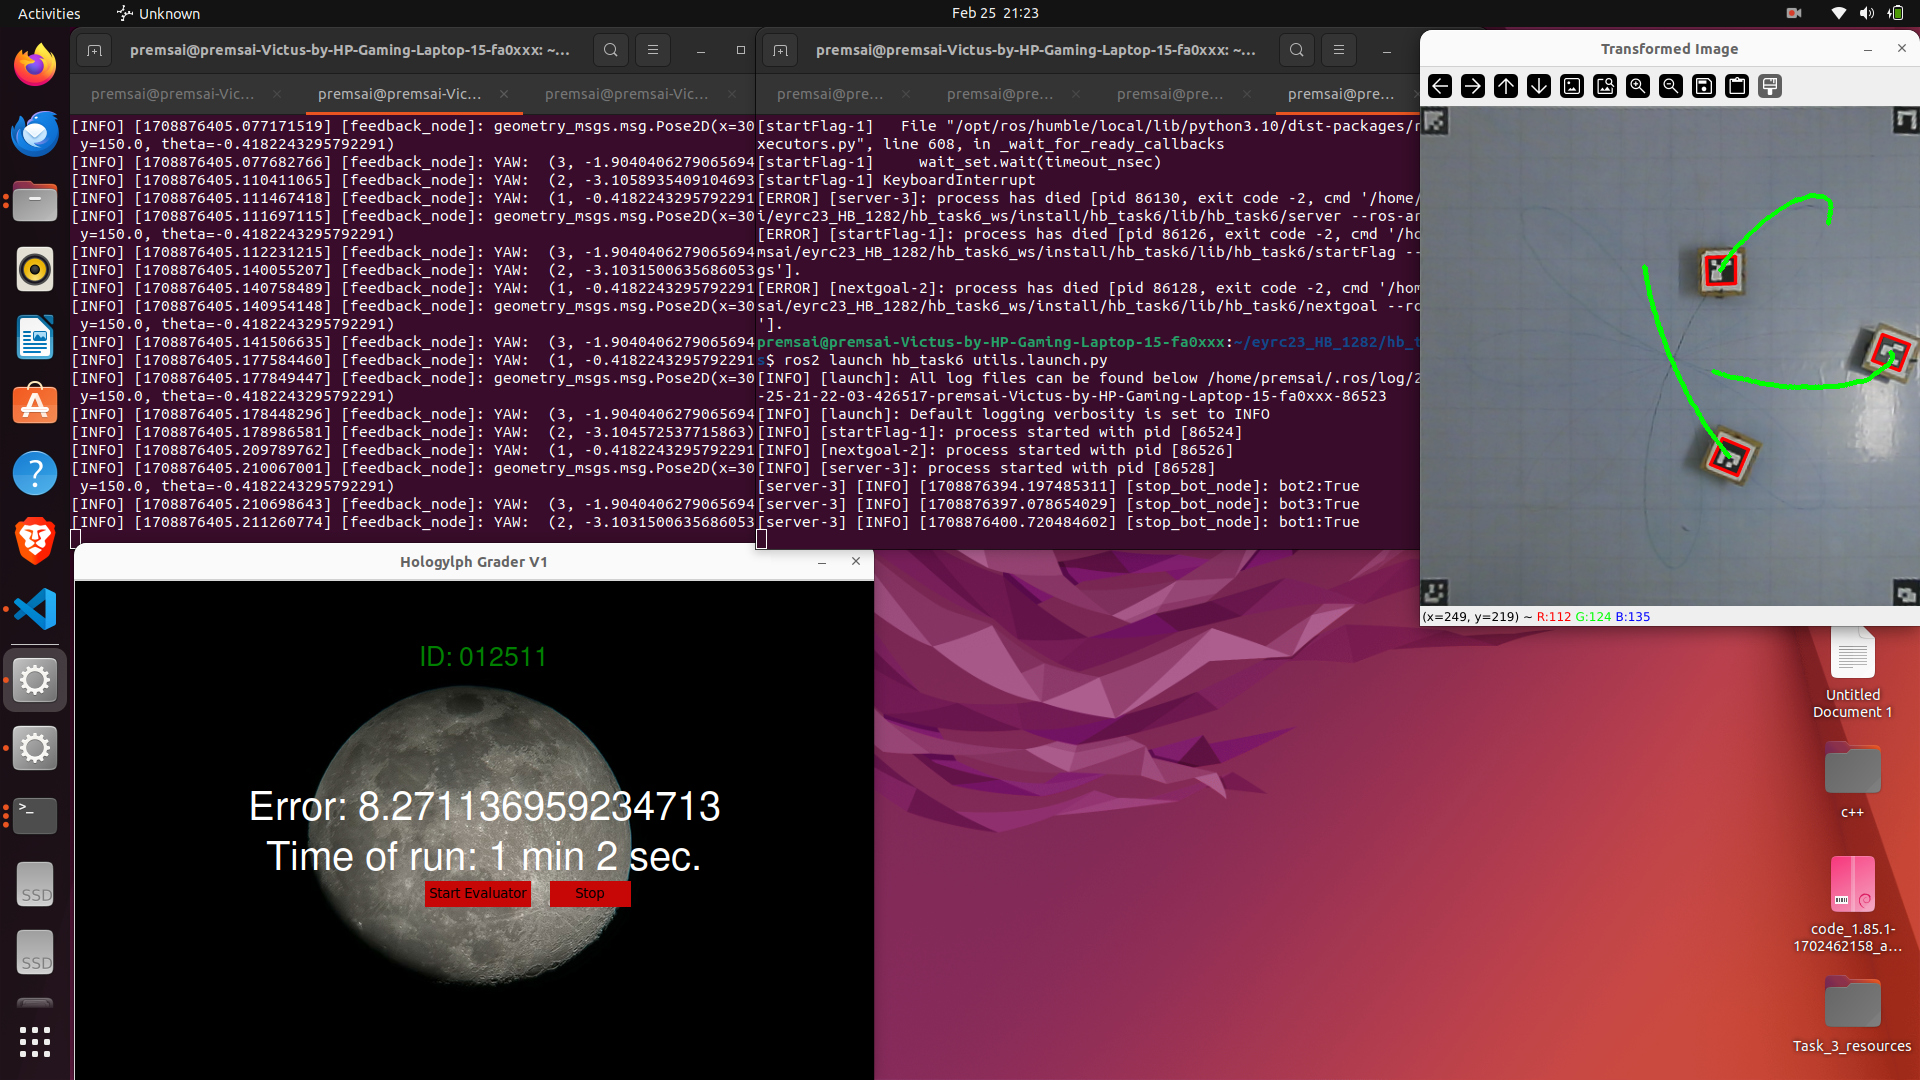 Activities
Unknown
Feb 25 21:23
premsai@premsai-Victus-by-HP-Gaming-Laptop-15-fa0xxx: ~...
premsai@premsai-Vic...
premsai@premsai-Vic...
premsai@premsai-Vic...
[INFO] [1708876405.077171519] [feedback_node]: geometry_msgs.msg.Pose2D(x=30
y=150.0, theta=-0.4182243295792291)
[INFO] [1708876405.077682766] [feedback_node]: YAW:  (3, -1.9040406279065694
[INFO] [1708876405.110411065] [feedback_node]: YAW:  (2, -3.1058935409104693
[INFO] [1708876405.111467418] [feedback_node]: YAW:  (1, -0.4182243295792291
[INFO] [1708876405.111697115] [feedback_node]: geometry_msgs.msg.Pose2D(x=30
y=150.0, theta=-0.4182243295792291)
[INFO] [1708876405.112231215] [feedback_node]: YAW:  (3, -1.9040406279065694
[INFO] [1708876405.140055207] [feedback_node]: YAW:  (2, -3.1031500635686053
[INFO] [1708876405.140758489] [feedback_node]: YAW:  (1, -0.4182243295792291
[INFO] [1708876405.140954148] [feedback_node]: geometry_msgs.msg.Pose2D(x=30
y=150.0, theta=-0.4182243295792291)
[INFO] [1708876405.141506635] [feedback_node]: YAW:  (3, -1.9040406279065694
[INFO] [1708876405.177584460] [feedback_node]: YAW:  (1, -0.4182243295792291
[INFO] [1708876405.177849447] [feedback_node]: geometry_msgs.msg.Pose2D(x=30
y=150.0, theta=-0.4182243295792291)
[INFO] [1708876405.178448296] [feedback_node]: YAW:  (3, -1.9040406279065694
[INFO] [1708876405.178986581] [feedback_node]: YAW:  (2, -3.104572537715863)
[INFO] [1708876405.209789762] [feedback_node]: YAW:  (1, -0.4182243295792291
[INFO] [1708876405.210067001] [feedback_node]: geometry_msgs.msg.Pose2D(x=30
y=150.0, theta=-0.4182243295792291)
[INFO] [1708876405.210698643] [feedback_node]: YAW:  (3, -1.9040406279065694
[INFO] [1708876405.211260774] [feedback_node]: YAW:  (2, -3.1031500635686053
premsai@premsai-Victus-by-HP-Gaming-Laptop-15-fa0xxx: ~...
premsai@pre...
premsai@pre...
premsai@pre...
premsai@pre...
[startFlag-1]   File "/opt/ros/humble/local/lib/python3.10/dist-packages/
xecutors.py", line 608, in _wait_for_ready_callbacks
[startFlag-1]     wait_set.wait(timeout_nsec)
[startFlag-1] KeyboardInterrupt
[ERROR] [server-3]: process has died [pid 86130, exit code -2, cmd '/home/
i/eyrc23_HB_1282/hb_task6_ws/install/hb_task6/lib/hb_task6/server --ros-ar
[ERROR] [startFlag-1]: process has died [pid 86126, exit code -2, cmd '/ho
msai/eyrc23_HB_1282/hb_task6_ws/install/hb_task6/lib/hb_task6/startFlag --
gs'].
[ERROR] [nextgoal-2]: process has died [pid 86128, exit code -2, cmd '/hom
sai/eyrc23_HB_1282/hb_task6_ws/install/hb_task6/lib/hb_task6/nextgoal --ro
'].
premsai@premsai-Victus-by-HP-Gaming-Laptop-15-fa0xxx:~/eyrc23_HB_1282/hb_t
s$ ros2 launch hb_task6 utils.launch.py
[INFO] [launch]: All log files can be found below /home/premsai/.ros/log/2
-25-21-22-03-426517-premsai-Victus-by-HP-Gaming-Laptop-15-fa0xxx-86523
[INFO] [launch]: Default logging verbosity is set to INFO
[INFO] [startFlag-1]: process started with pid [86524]
[INFO] [nextgoal-2]: process started with pid [86526]
[INFO] [server-3]: process started with pid [86528]
[server-3] [INFO] [1708876394.197485311] [stop_bot_node]: bot2:True
[server-3] [INFO] [1708876397.078654029] [stop_bot_node]: bot3:True
[server-3] [INFO] [1708876400.720484602] [stop_bot_node]: bot1:True
Transformed Image
(x=249, y=219) ~ R:112 G:124 B:135
Hologylph Grader V1
ID: 012511
Error: 8.271136959234713
Time of run: 1 min 2 sec.
Start Evaluator
Stop
SSD
SSD
Untitled
Document 1
c++
code_1.85.1-
1702462158_a...
Task_3_resources